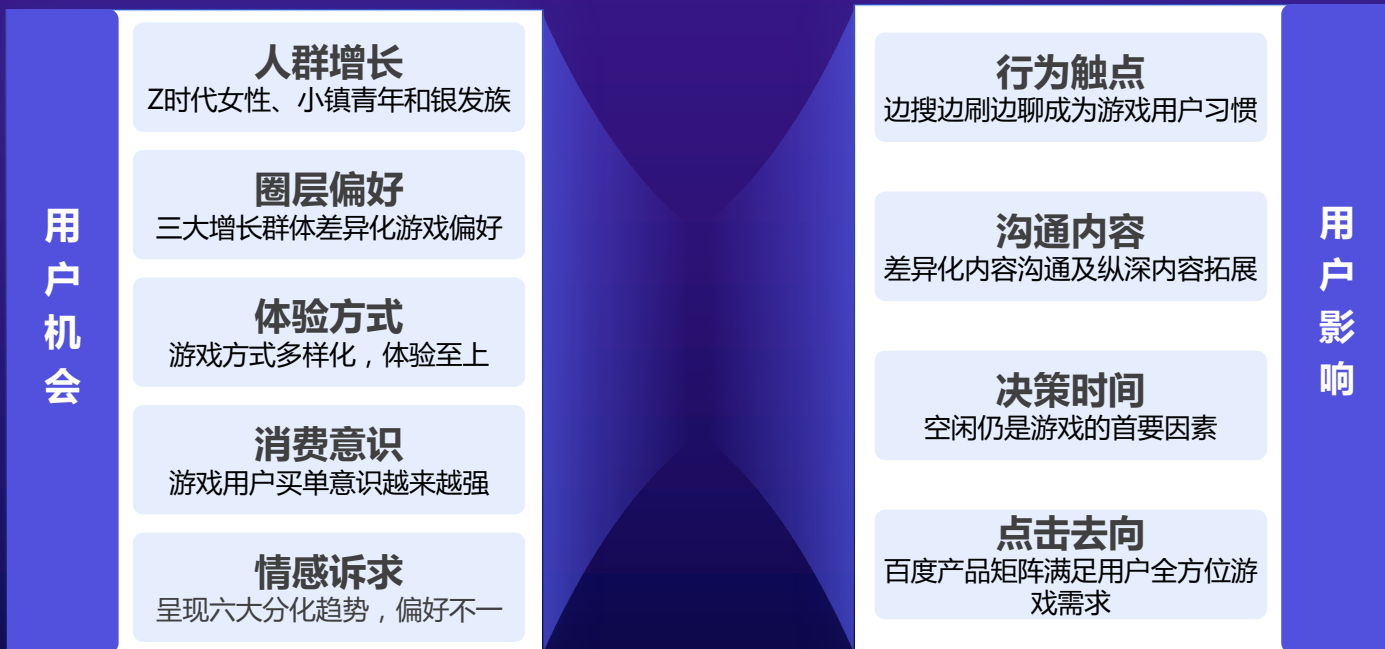 用户机会
人群增长
Z时代女性、小镇青年和银发族
圈层偏好
三大增长群体差异化游戏偏好
体验方式
游戏方式多样化，体验至上
消费意识
游戏用户买单意识越来越强
情感诉求
呈现六大分化趋势，偏好不一
行为触点
边搜边刷边聊成为游戏用户习惯
沟通内容
差异化内容沟通及纵深内容拓展
决策时间
空闲仍是游戏的首要因素
点击去向
百度产品矩阵满足用户全方位游
戏需求
用户影响